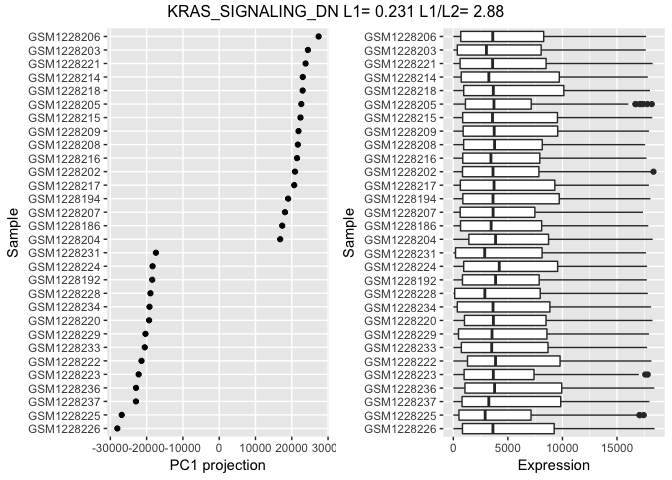 KRAS_SIGNALING_DN L1= 0.231 L1/L2= 2.88
Sample
GSM1228206
GSM1228203
GSM1228221
GSM1228214
GSM1228218
GSM1228205
GSM1228215
GSM1228209
GSM1228208
GSM1228216
GSM1228202
GSM1228217
GSM1228194
GSM1228207
GSM1228186
GSM1228204
GSM1228231
GSM1228224
GSM1228192
GSM1228228
GSM1228234
GSM1228220
GSM1228229
GSM1228233
GSM1228222
GSM1228223
GSM1228236
GSM1228237
GSM1228225
GSM1228226
-30000 -20000 -10000 0 10000 20000 3000
PC1 projection
Sample
GSM1228206
GSM1228203
GSM1228221
GSM1228214
GSM1228218
GSM1228205
GSM1228215
GSM1228209
GSM1228208
GSM1228216
GSM1228202
GSM1228217
GSM1228194
GSM1228207
GSM1228186
GSM1228204
GSM1228231
GSM1228224
GSM1228192
GSM1228228
GSM1228234
GSM1228220
GSM1228229
GSM1228233
GSM1228222
GSM1228223
GSM1228236
GSM1228237
GSM1228225
GSM1228226
0 5000 10000 15000
Expression